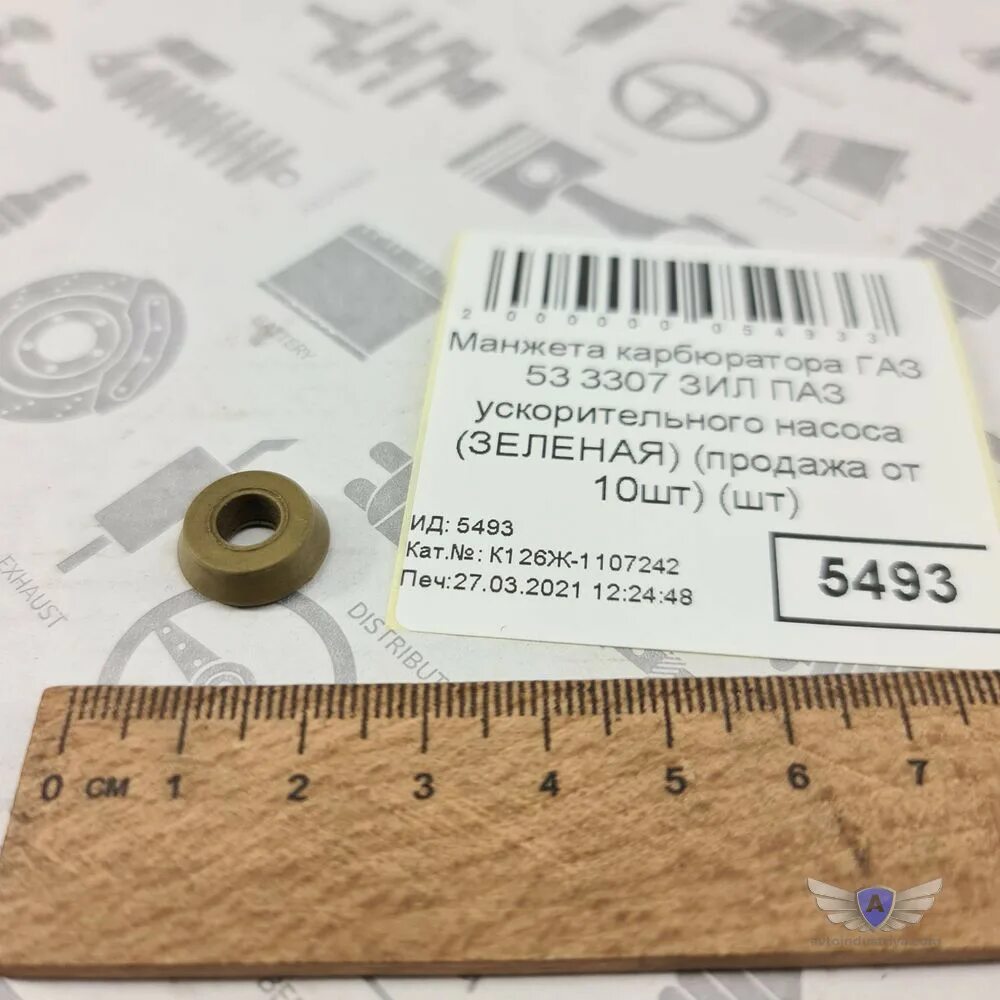 2 000000 054933
Манжета карбюратора ГАЗ
53 3307 ЗИЛ ПАЗ
ускорительного насоса
(ЗЕЛЕНАЯ) (продажа от
10шт) (шт)
ИД: 5493
Кат.№: К126Ж-1107242
Печ:27.03.2021 12:24:48
5493
EXHAUST
DISTRIBUT
0 см 1 2 3 4 5 6 7
A
avtoindustriya.com